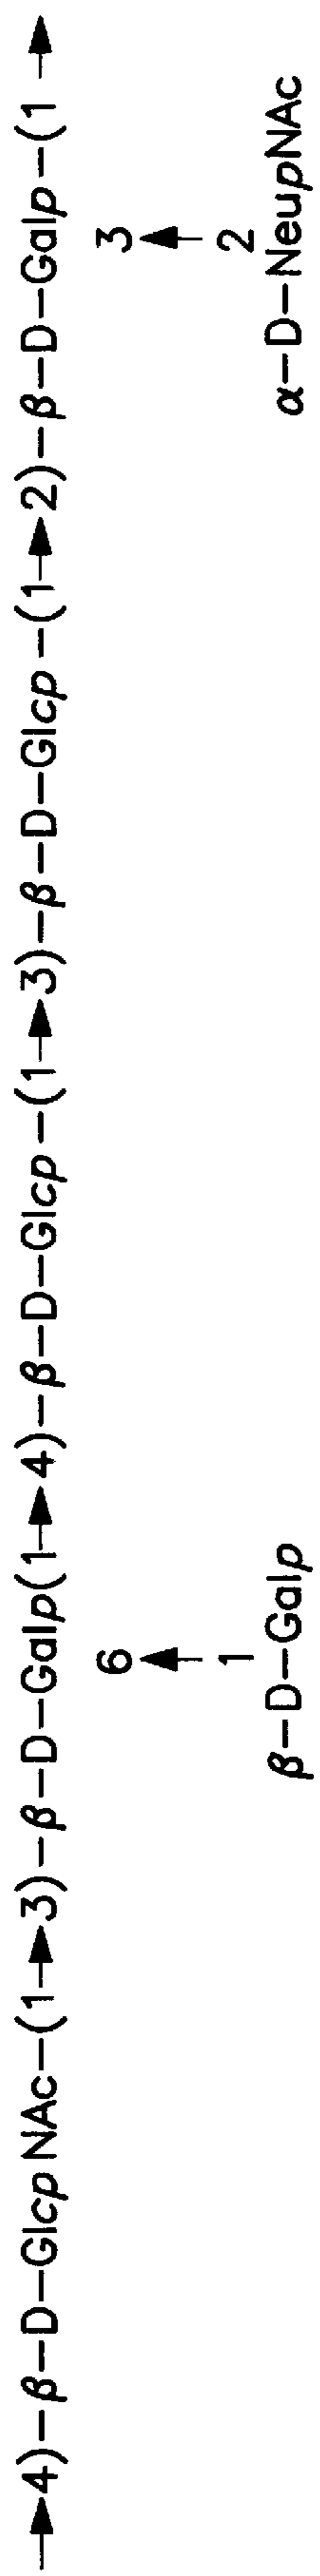 →4)–β–D–GlcpNAc–(1→3)–β–D–Galp(1→4)–β–D–Glcp–(1→3)–β–D–Glcp–(1→2)–β–D–Galp–(1→
6 3
↑ ↑
1 2
β–D–Galp α–D–NeupNAc